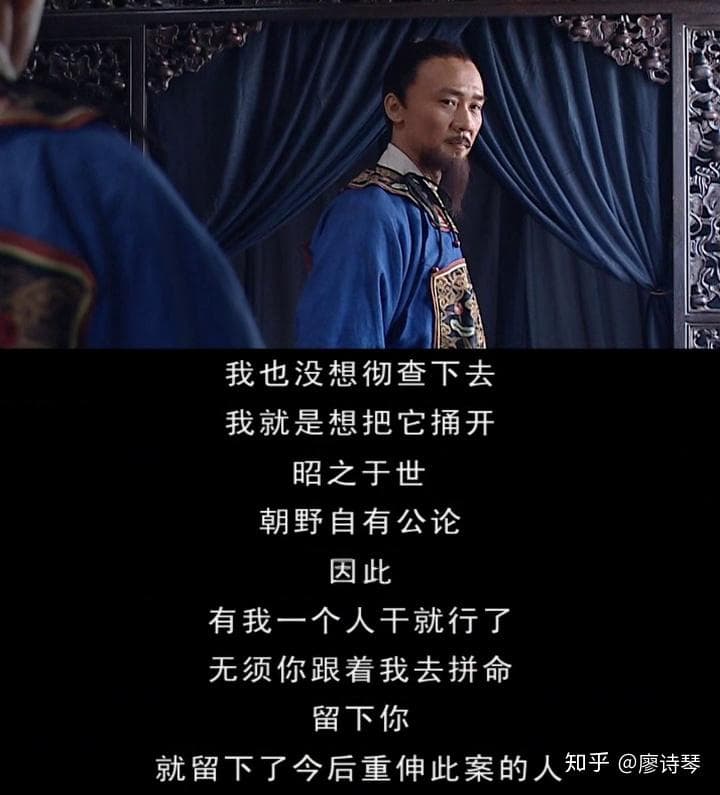 我也没想彻查下去
我就是想把它捅开
昭之于世
朝野自有公论
因此
有我一个人干就行了
无须你跟着我去拼命
留下你
就留下了今后重伸此案的人
知乎 @廖诗琴